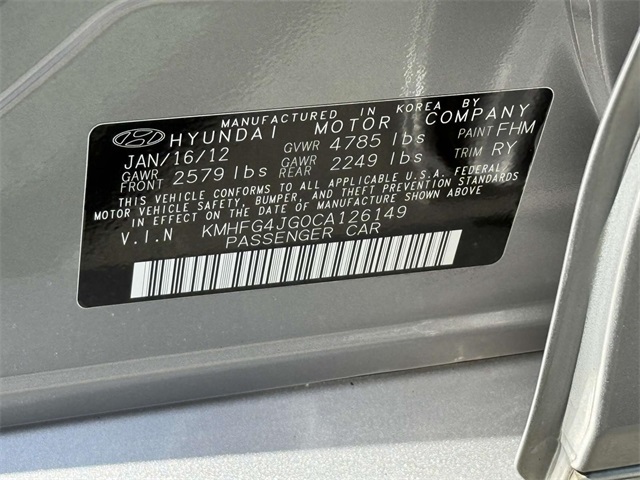 MANUFACTURED IN KOREA BY
HYUNDAI MOTOR COMPANY
JAN/16/12 GVWR 4785 lbs PAINT FHM
GAWR FRONT 2579 lbs GAWR REAR 2249 lbs TRIM RY
THIS VEHICLE CONFORMS TO ALL APPLICABLE U.S.A. FEDERAL
MOTOR VEHICLE SAFETY, BUMPER, AND THEFT PREVENTION STANDARDS
IN EFFECT ON THE DATE OF MANUFACTURE SHOWN ABOVE
V.I.N KMHFG4JG0CA126149
PASSENGER CAR